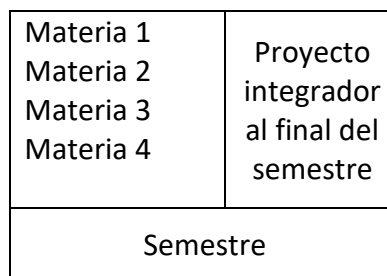 Materia 1
Materia 2
Materia 3
Materia 4
Proyecto
integrador
al final del
semestre
Semestre